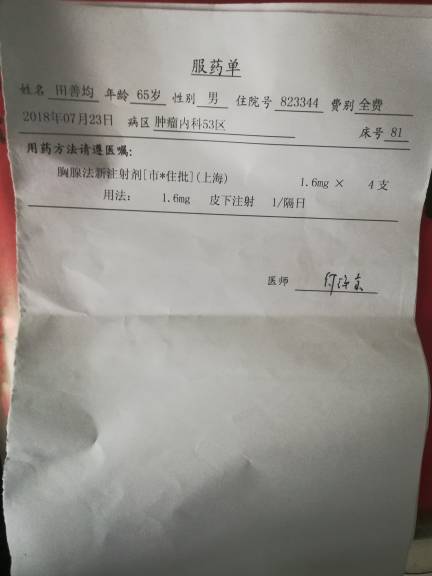 服药单
姓名 田善均 年龄 65岁 性别 男 住院号 823344 费别 全费
2018年07月23日 病区 肿瘤内科53区 床号 81
用药方法请遵医嘱:
胸腺法新注射剂[市*住批](上海) 1.6mg × 4支
用法: 1.6mg 皮下注射 1/隔日
医师